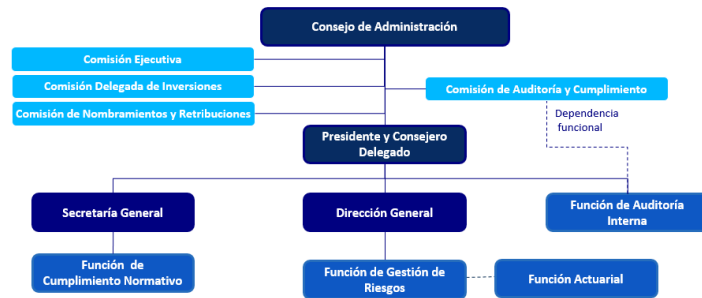 Consejo de Administración
Comisión Ejecutiva
Comisión Delegada de Inversiones
Comisión de Auditoría y Cumplimiento
Comisión de Nombramientos y Retribuciones
Dependencia
funcional
Presidente y Consejero
Delegado
Secretaría General
Dirección General
Función de Auditoría
Interna
Función de
Cumplimiento Normativo
Función de Gestión de
Riesgos
Función Actuarial